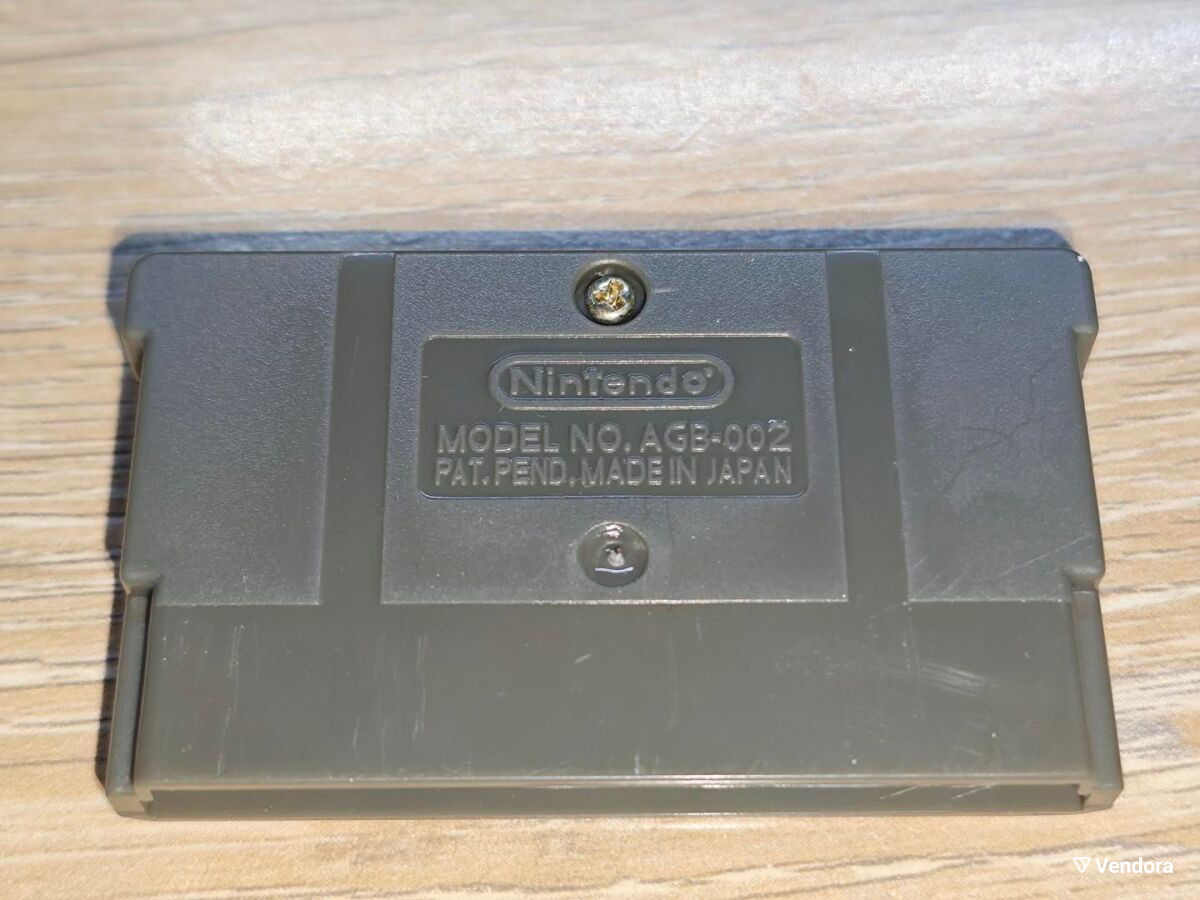 Nintendo®
MODEL NO. AGB-002
PAT. PEND. MADE IN JAPAN
Vendora